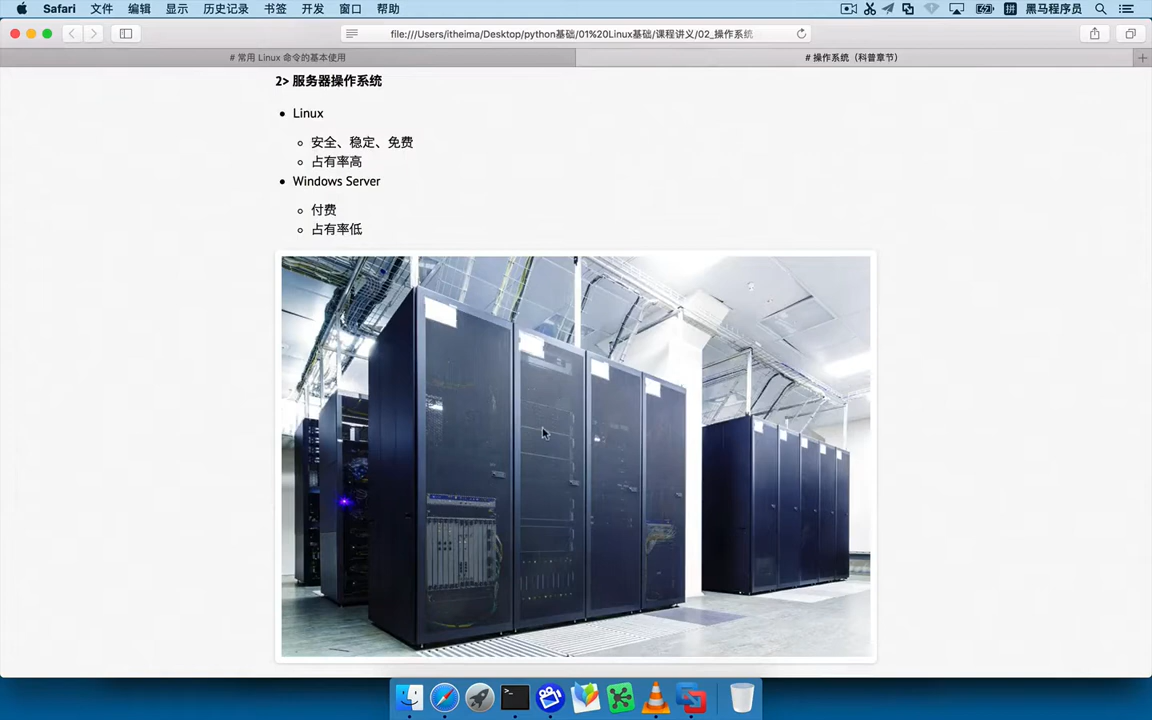 Safari 文件 编辑 显示 历史记录 书签 开发 窗口 帮助 拼 黑马程序员
file:///Users/itheima/Desktop/python基础/01%20Linux基础/课程讲义/02_操作系统
# 常用 Linux 命令的基本使用
# 操作系统（科普章节）
2> 服务器操作系统
Linux
安全、稳定、免费
占有率高
Windows Server
付费
占有率低